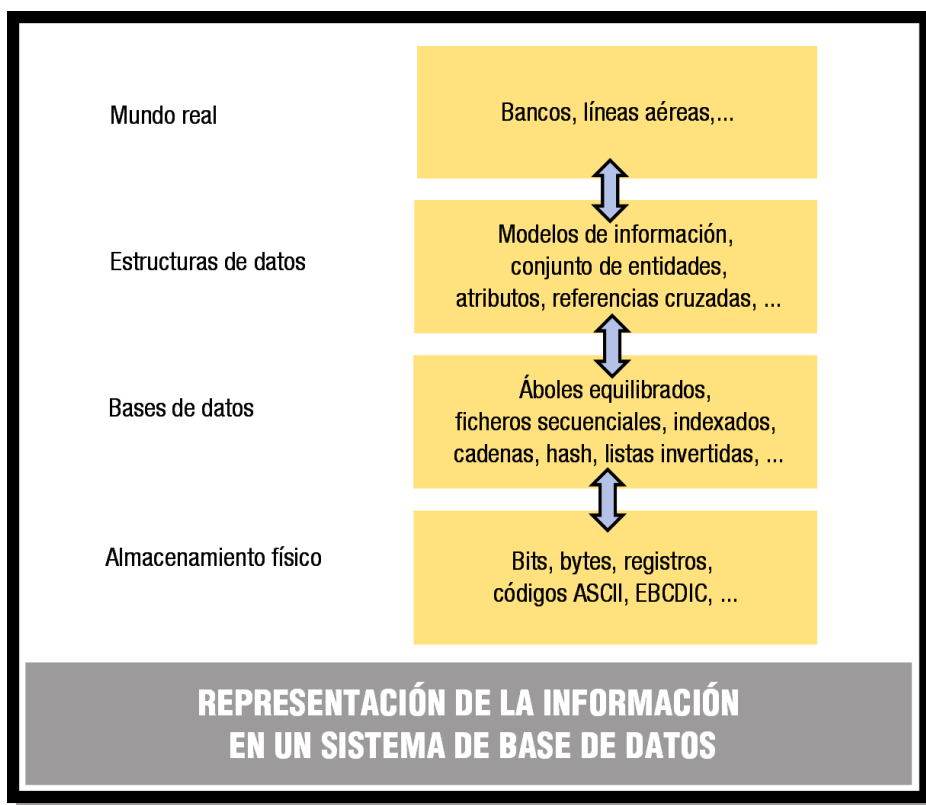 Mundo real
Bancos, líneas aéreas,...
Estructuras de datos
Modelos de información,
conjunto de entidades,
atributos, referencias cruzadas, ...
Bases de datos
Áboles equilibrados,
ficheros secuenciales, indexados,
cadenas, hash, listas invertidas, ...
Almacenamiento físico
Bits, bytes, registros,
códigos ASCII, EBCDIC, ...
REPRESENTACIÓN DE LA INFORMACIÓN
EN UN SISTEMA DE BASE DE DATOS